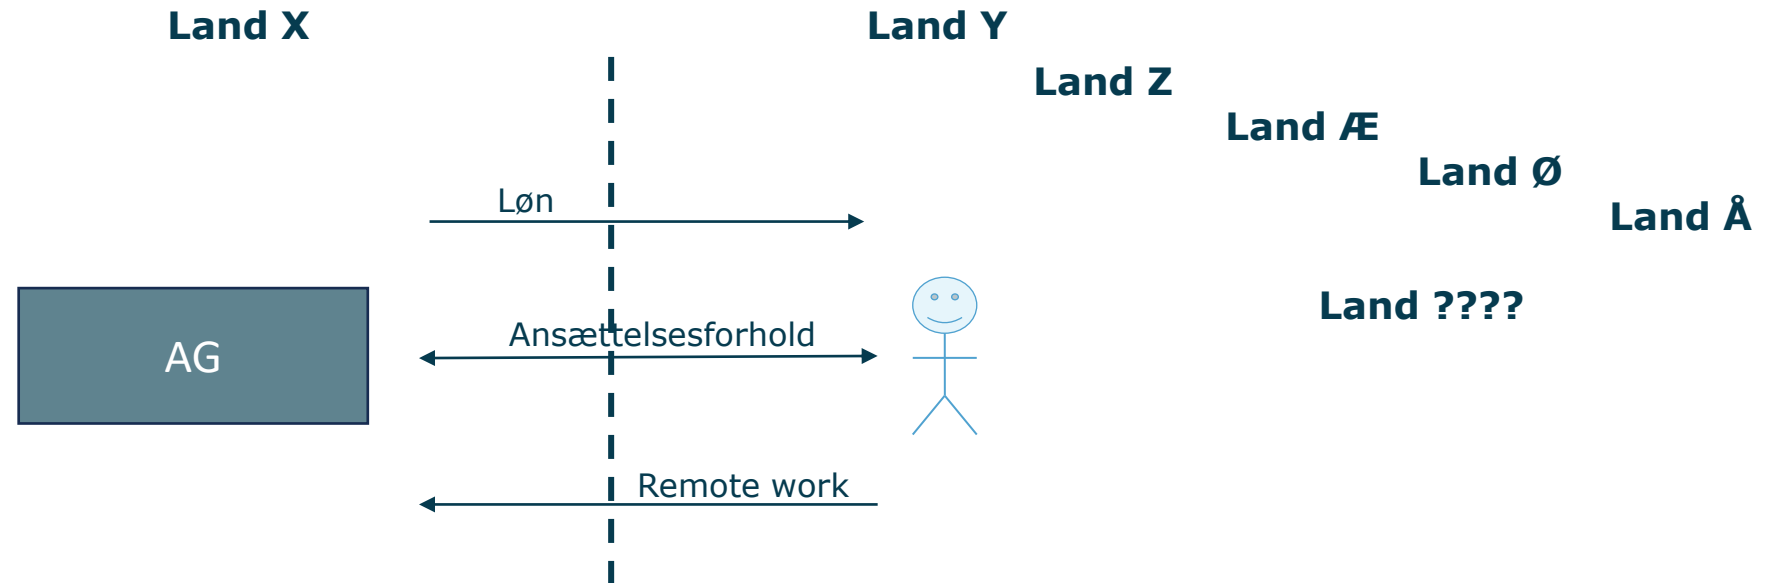 Land X
Land Y
Land Z
Land Æ
Land Ø
Land Å
Løn
Land ????
Ansættelsesforhold
AG
Remote work